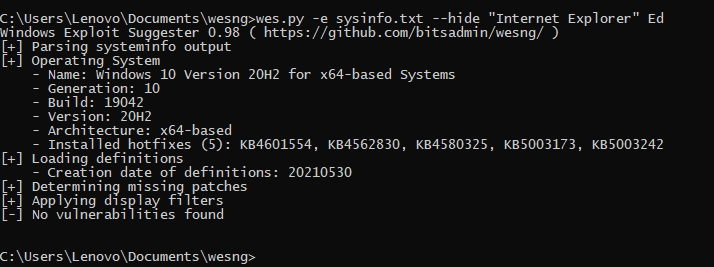 C:\Users\Lenovo\Documents\wesng>wes.py -e sysinfo.txt --hide "Internet Explorer" Ed
Windows Exploit Suggester 0.98 ( https://github.com/bitsadmin/wesng/ )
[+] Parsing systeminfo output
[+] Operating System
    - Name: Windows 10 Version 20H2 for x64-based Systems
    - Generation: 10
    - Build: 19042
    - Version: 20H2
    - Architecture: x64-based
    - Installed hotfixes (5): KB4601554, KB4562830, KB4580325, KB5003173, KB5003242
[+] Loading definitions
    - Creation date of definitions: 20210530
[+] Determining missing patches
[+] Applying display filters
[-] No vulnerabilities found
C:\Users\Lenovo\Documents\wesng>